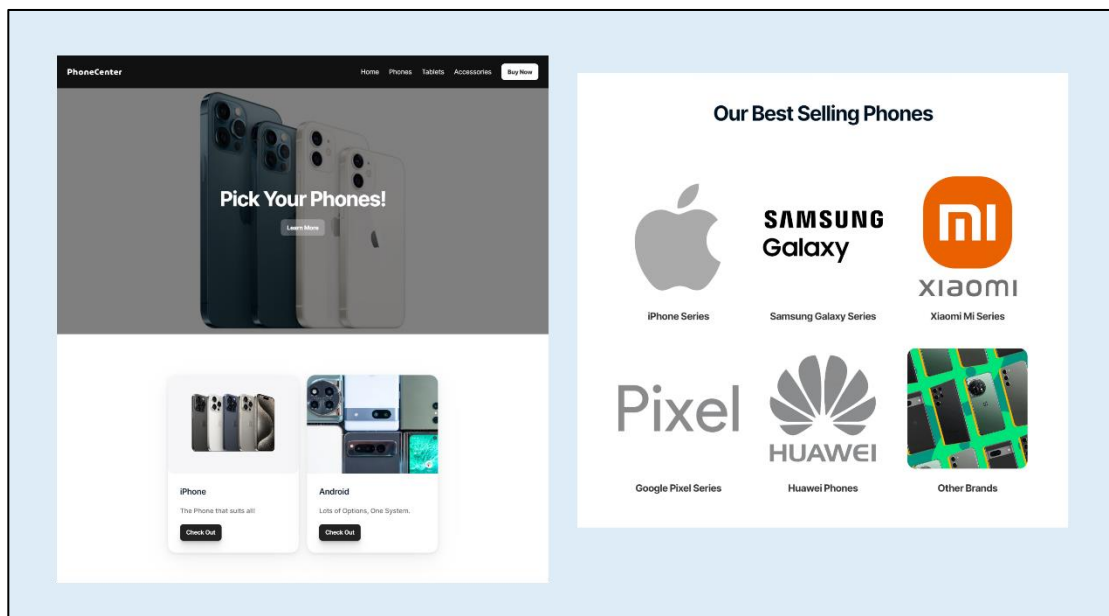 PhoneCenter
Home Phones Tablets Accessories Buy Now
Pick Your Phones!
Learn More
iPhone
The Phone that suits all!
Check Out
Android
Lots of Options, One System.
Check Out
Our Best Selling Phones
SAMSUNG
Galaxy
xiaomi
iPhone Series
Samsung Galaxy Series
Xiaomi Mi Series
Pixel
HUAWEI
Google Pixel Series
Huawei Phones
Other Brands